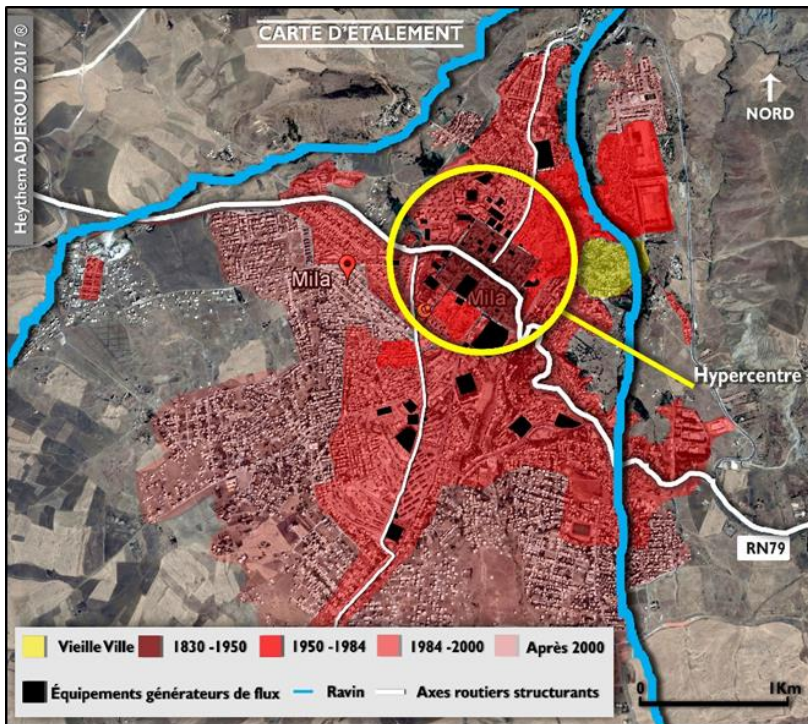 CARTE D'ETALEMENT
Heythem ADJEROUD 2017 ®
NORD
Mila
Mila
Hypercentre
RN79
Vieille Ville 1830 -1950 1950 -1984 1984 -2000 Après 2000
Équipements générateurs de flux Ravin Axes routiers structurants
0 1Km